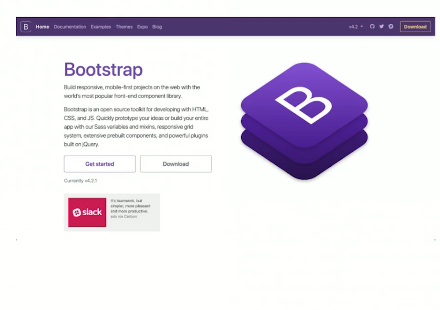 B Home Documentation Examples Themes Expo Blog v4.2 Download
Bootstrap
Build responsive, mobile-first projects on the web with the
world's most popular front-end component library.
Bootstrap is an open source toolkit for developing with HTML,
CSS, and JS. Quickly prototype your ideas or build your entire
app with our Sass variables and mixins, responsive grid
system, extensive prebuilt components, and powerful plugins
built on jQuery.
Get started Download
Currently v4.2.1
slack
It's teamwork, but
simpler, more pleasant
and more productive.
ads via Carbon
B